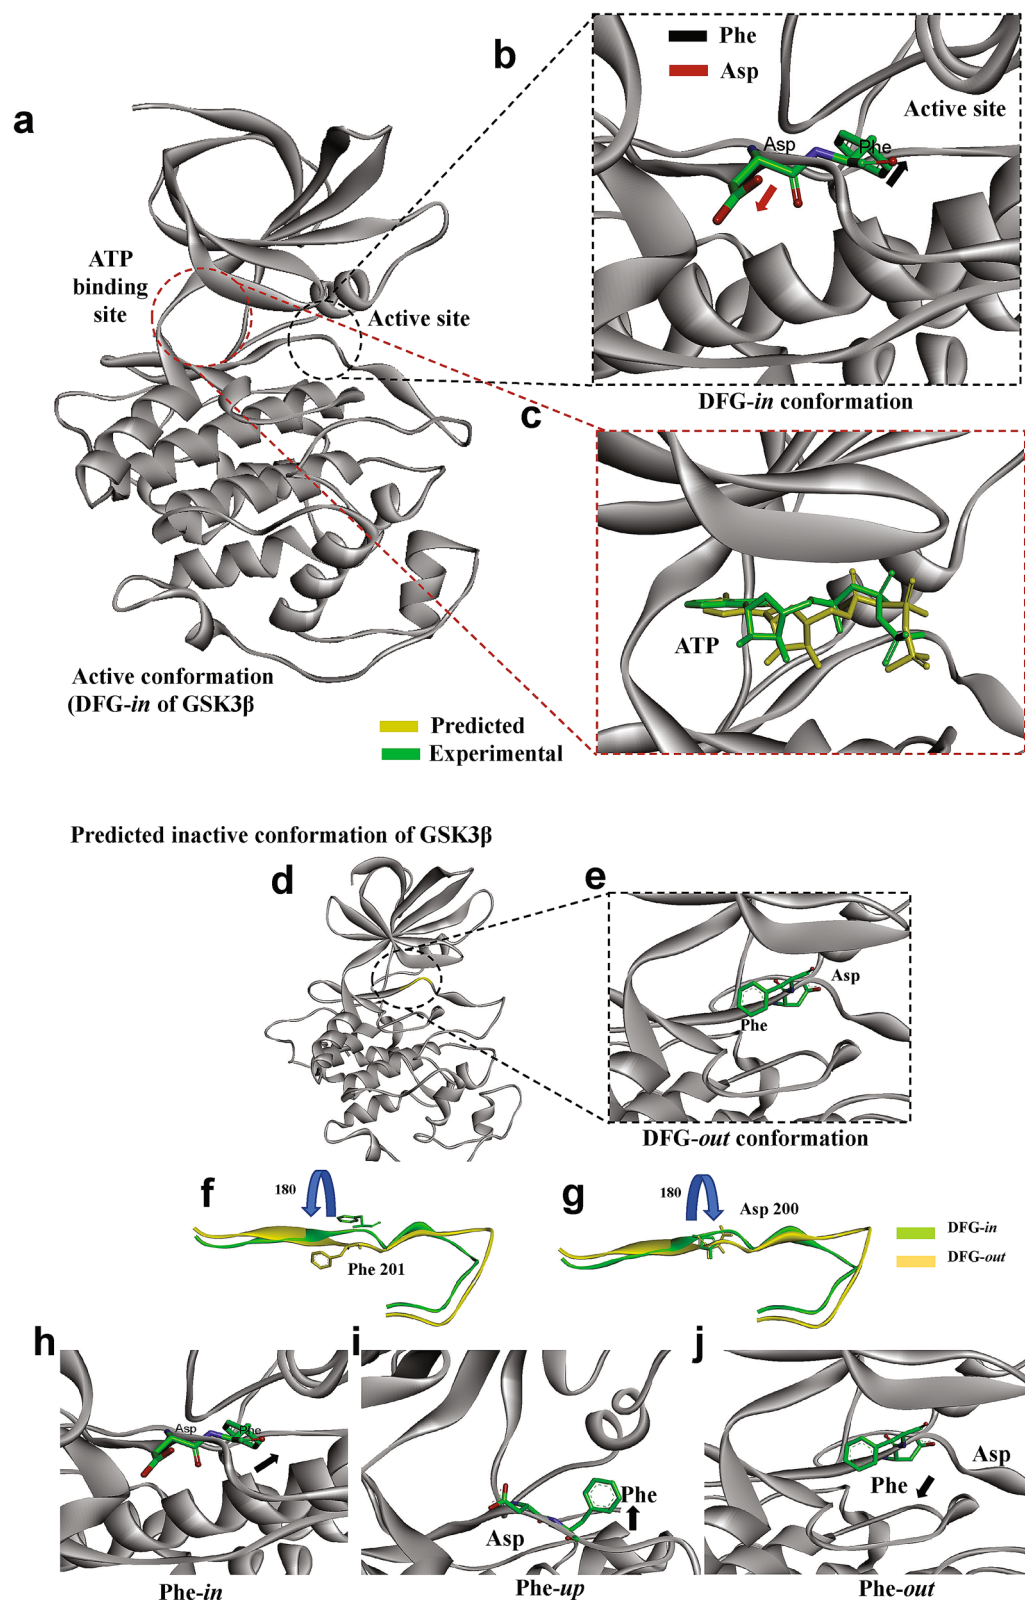 a
ATP
binding
site
Active site
Active conformation
(DFG-in of GSK3β
b
Phe
Asp
Active site
Asp
Phe
DFG-in conformation
c
ATP
Predicted
Experimental
Predicted inactive conformation of GSK3β
d
e
Asp
Phe
DFG-out conformation
f
180
Phe 201
g
180
Asp 200
DFG-in
DFG-out
h
Asp
Phe
Phe-in
i
Phe
Asp
Phe-up
j
Asp
Phe
Phe-out